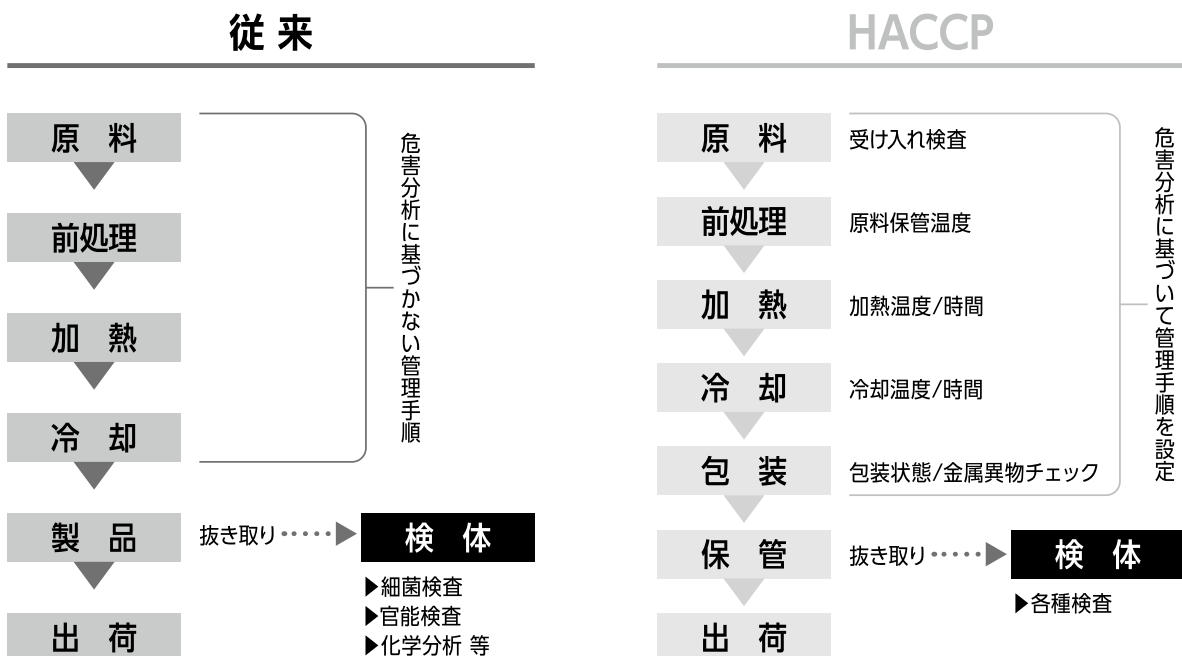 従来
原料
前処理
加熱
冷却
製品
出荷
危害分析に基づかない管理手順
抜き取り
検体
▶細菌検査
▶官能検査
▶化学分析 等
HACCP
原料
受け入れ検査
前処理
原料保管温度
加熱
加熱温度/時間
冷却
冷却温度/時間
包装
包装状態/金属異物チェック
保管
出荷
危害分析に基づいて管理手順を設定
抜き取り
検体
▶各種検査